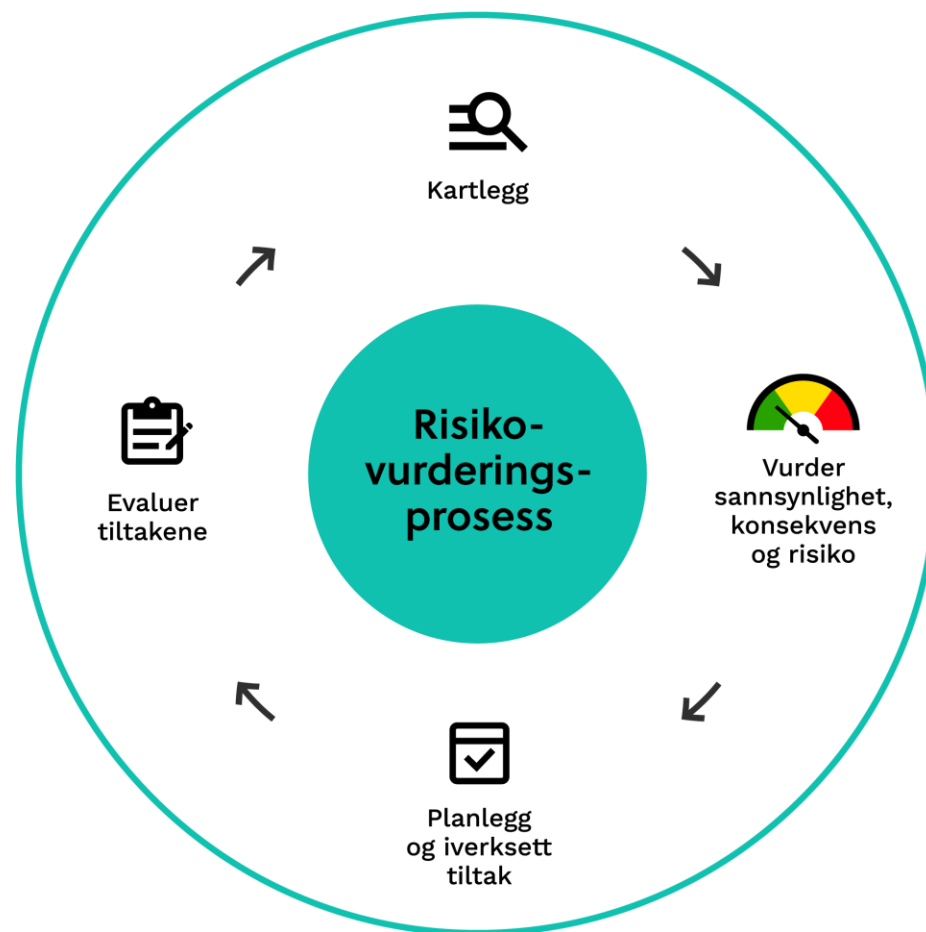 Kartlegg
Risiko-
vurderings-
prosess
Vurder
sannsynlighet,
konsekvens
og risiko
Planlegg
og iverksett
tiltak
Evaluer
tiltakene